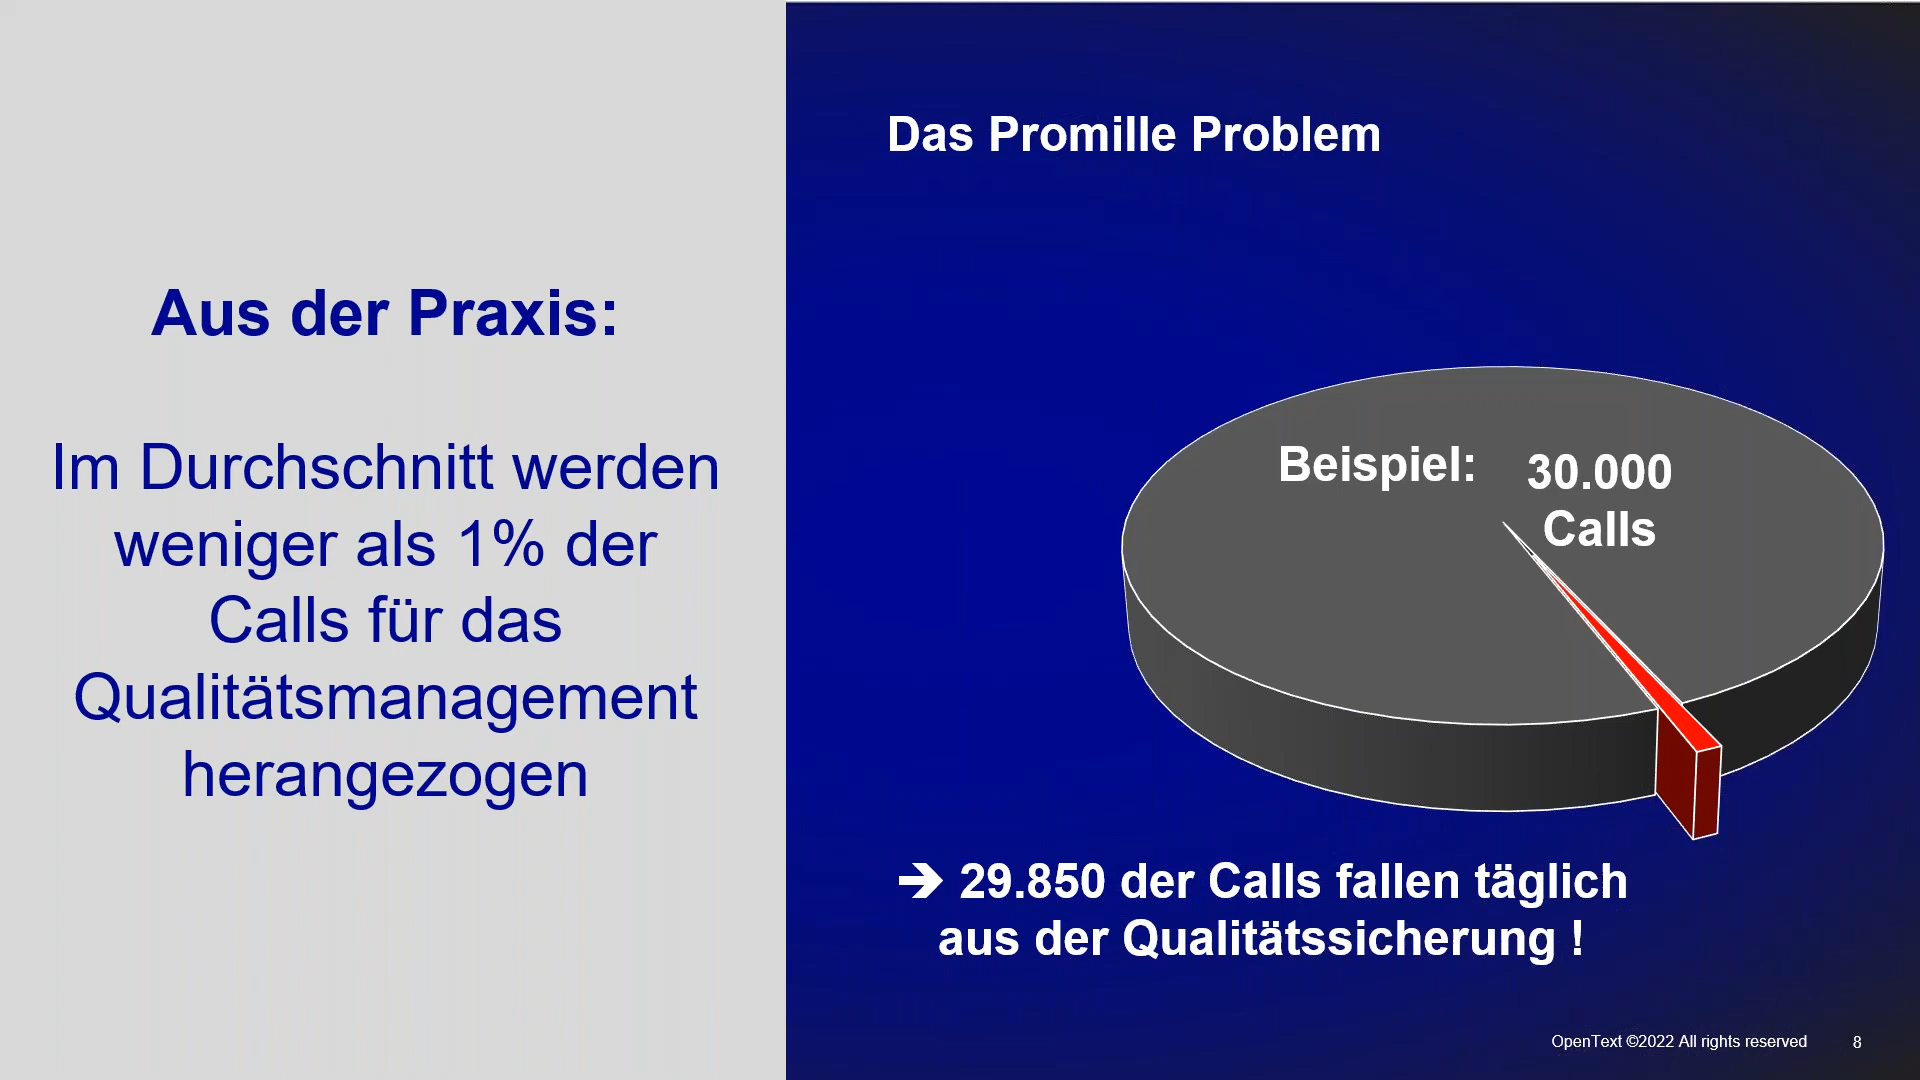 Aus der Praxis:
Im Durchschnitt werden
weniger als 1% der
Calls für das
Qualitätsmanagement
herangezogen
Das Promille Problem
Beispiel:
30.000
Calls
➔ 29.850 der Calls fallen täglich
aus der Qualitätssicherung !
OpenText ©2022 All rights reserved
8